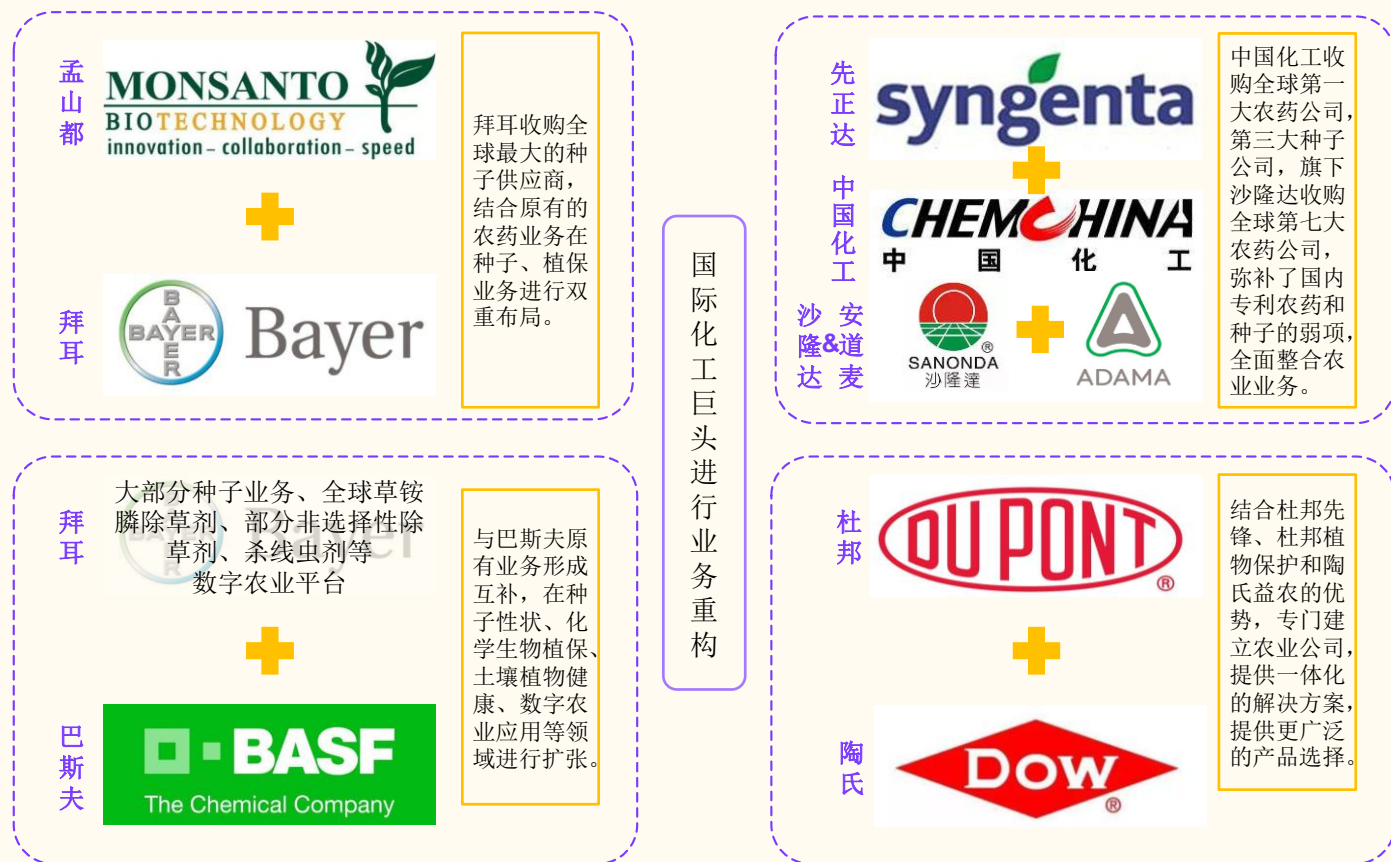 孟山都
MONSANTO
BIOTECHNOLOGY
innovation – collaboration – speed
拜耳
BAYER
BAYER
Bayer
拜耳收购全
球最大的种
子供应商，
结合原有的
农药业务在
种子、植保
业务进行双
重布局。
国际化工巨头进行业务重构
先正达
syngenta
中国化工
CHEMCHINA
中国化工
沙隆达&安道麦
SANONDA
®
沙隆達
ADAMA
中国化工收
购全球第一
大农药公司，
第三大种子
公司，旗下
沙隆达收购
全球第七大
农药公司，
弥补了国内
专利农药和
种子的弱项，
全面整合农
业业务。
拜耳
大部分种子业务、全球草铵
膦除草剂、部分非选择性除
草剂、杀线虫剂等
数字农业平台
BAYER
BAYER
Bayer
巴斯夫
BASF
The Chemical Company
与巴斯夫原
有业务形成
互补，在种
子性状、化
学生物植保、
土壤植物健
康、数字农
业应用等领
域进行扩张。
杜邦
DU PONT
®
陶氏
DOW
®
结合杜邦先
锋、杜邦植
物保护和陶
氏益农的优
势，专门建
立农业公司，
提供一体化
的解决方案，
提供更广泛
的产品选择。